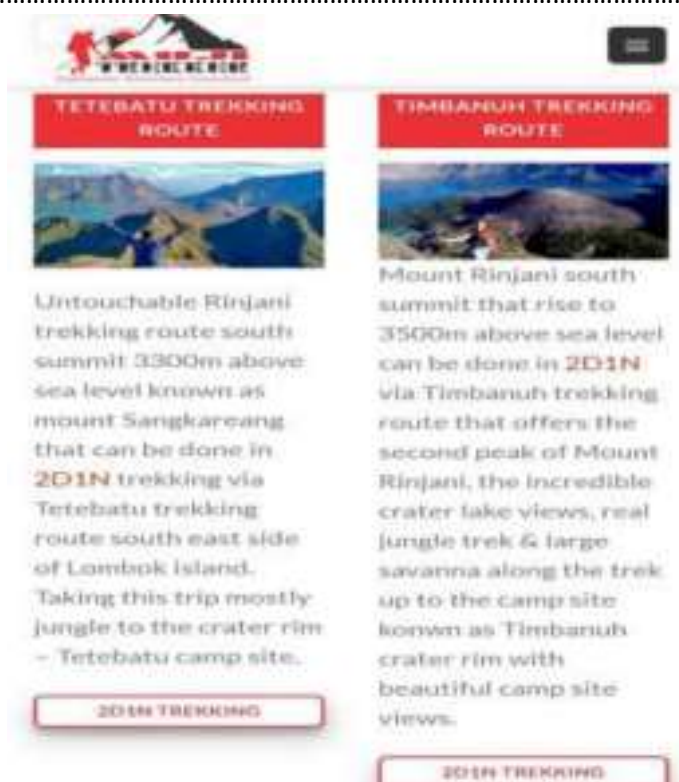 TETEBATU TREKKING
ROUTE
Untouchable Rinjani
trekking route south
summit 3300m above
sea level known as
mount Sangkareang
that can be done in
2D1N trekking via
Tetebatu trekking
route south east side
of Lombok island.
Taking this trip mostly
jungle to the crater rim
– Tetebatu camp site.
2D1N TREKKING
TIMBANUH TREKKING
ROUTE
Mount Rinjani south
summit that rise to
3500m above sea level
can be done in 2D1N
via Timbanuh trekking
route that offers the
second peak of Mount
Rinjani, the incredible
crater lake views, real
jungle trek & large
savanna along the trek
up to the camp site
konwn as Timbanuh
crater rim with
beautiful camp site
views.
2D1N TREKKING